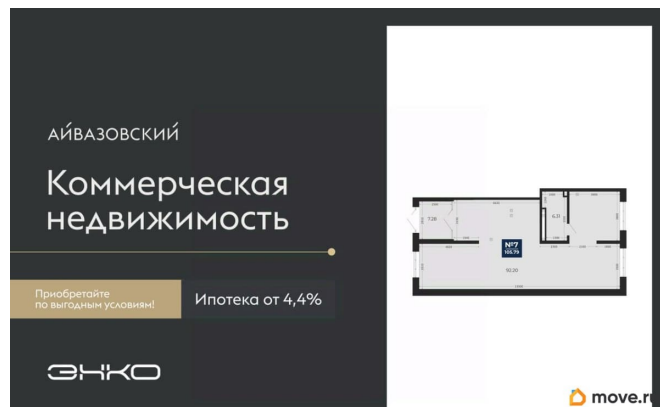 АЙВАЗОВСКИЙ
Коммерческая
недвижимость
Приобретайте
по выгодным условиям!
Ипотека от 4,4%
ЭНКО
7.28
6.31
№7
105.79
92.20
move.ru